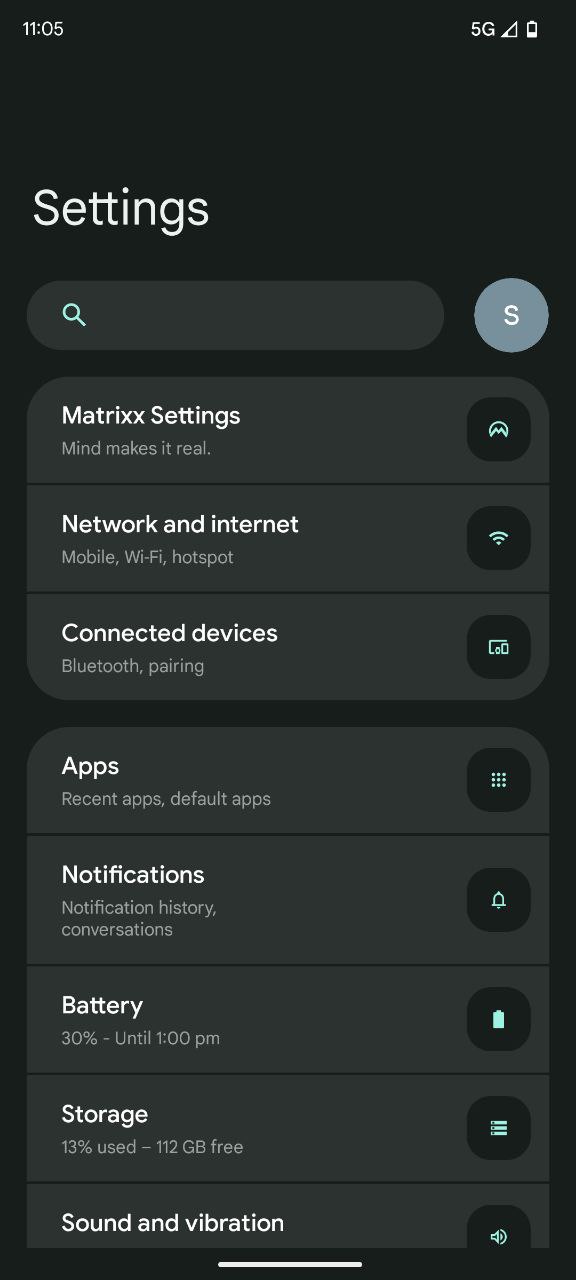 11:05
5G
Settings
S
Matrixx Settings
Mind makes it real.
Network and internet
Mobile, Wi-Fi, hotspot
Connected devices
Bluetooth, pairing
Apps
Recent apps, default apps
Notifications
Notification history,
conversations
Battery
30% - Until 1:00 pm
Storage
13% used – 112 GB free
Sound and vibration